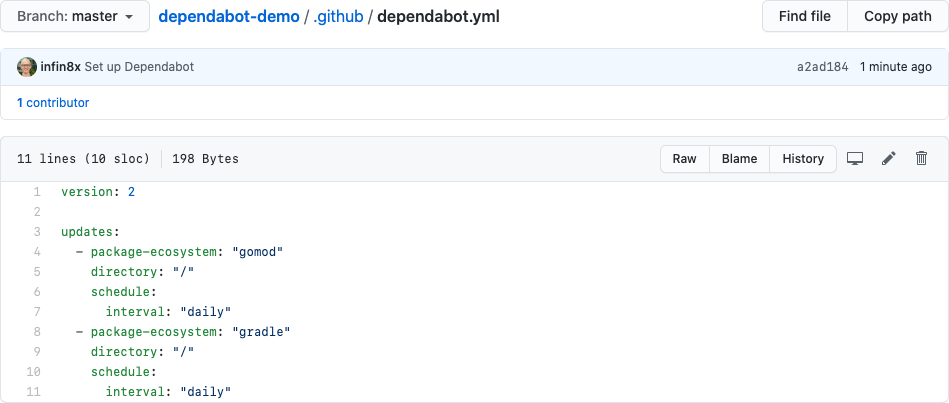 Branch: master dependabot-demo / .github / dependabot.yml Find file Copy path
infin8x Set up Dependabot a2ad184 1 minute ago
1 contributor
11 lines (10 sloc) 198 Bytes Raw Blame History
1 version: 2
2
3 updates:
4   - package-ecosystem: "gomod"
5     directory: "/"
6     schedule:
7       interval: "daily"
8   - package-ecosystem: "gradle"
9     directory: "/"
10     schedule:
11       interval: "daily"